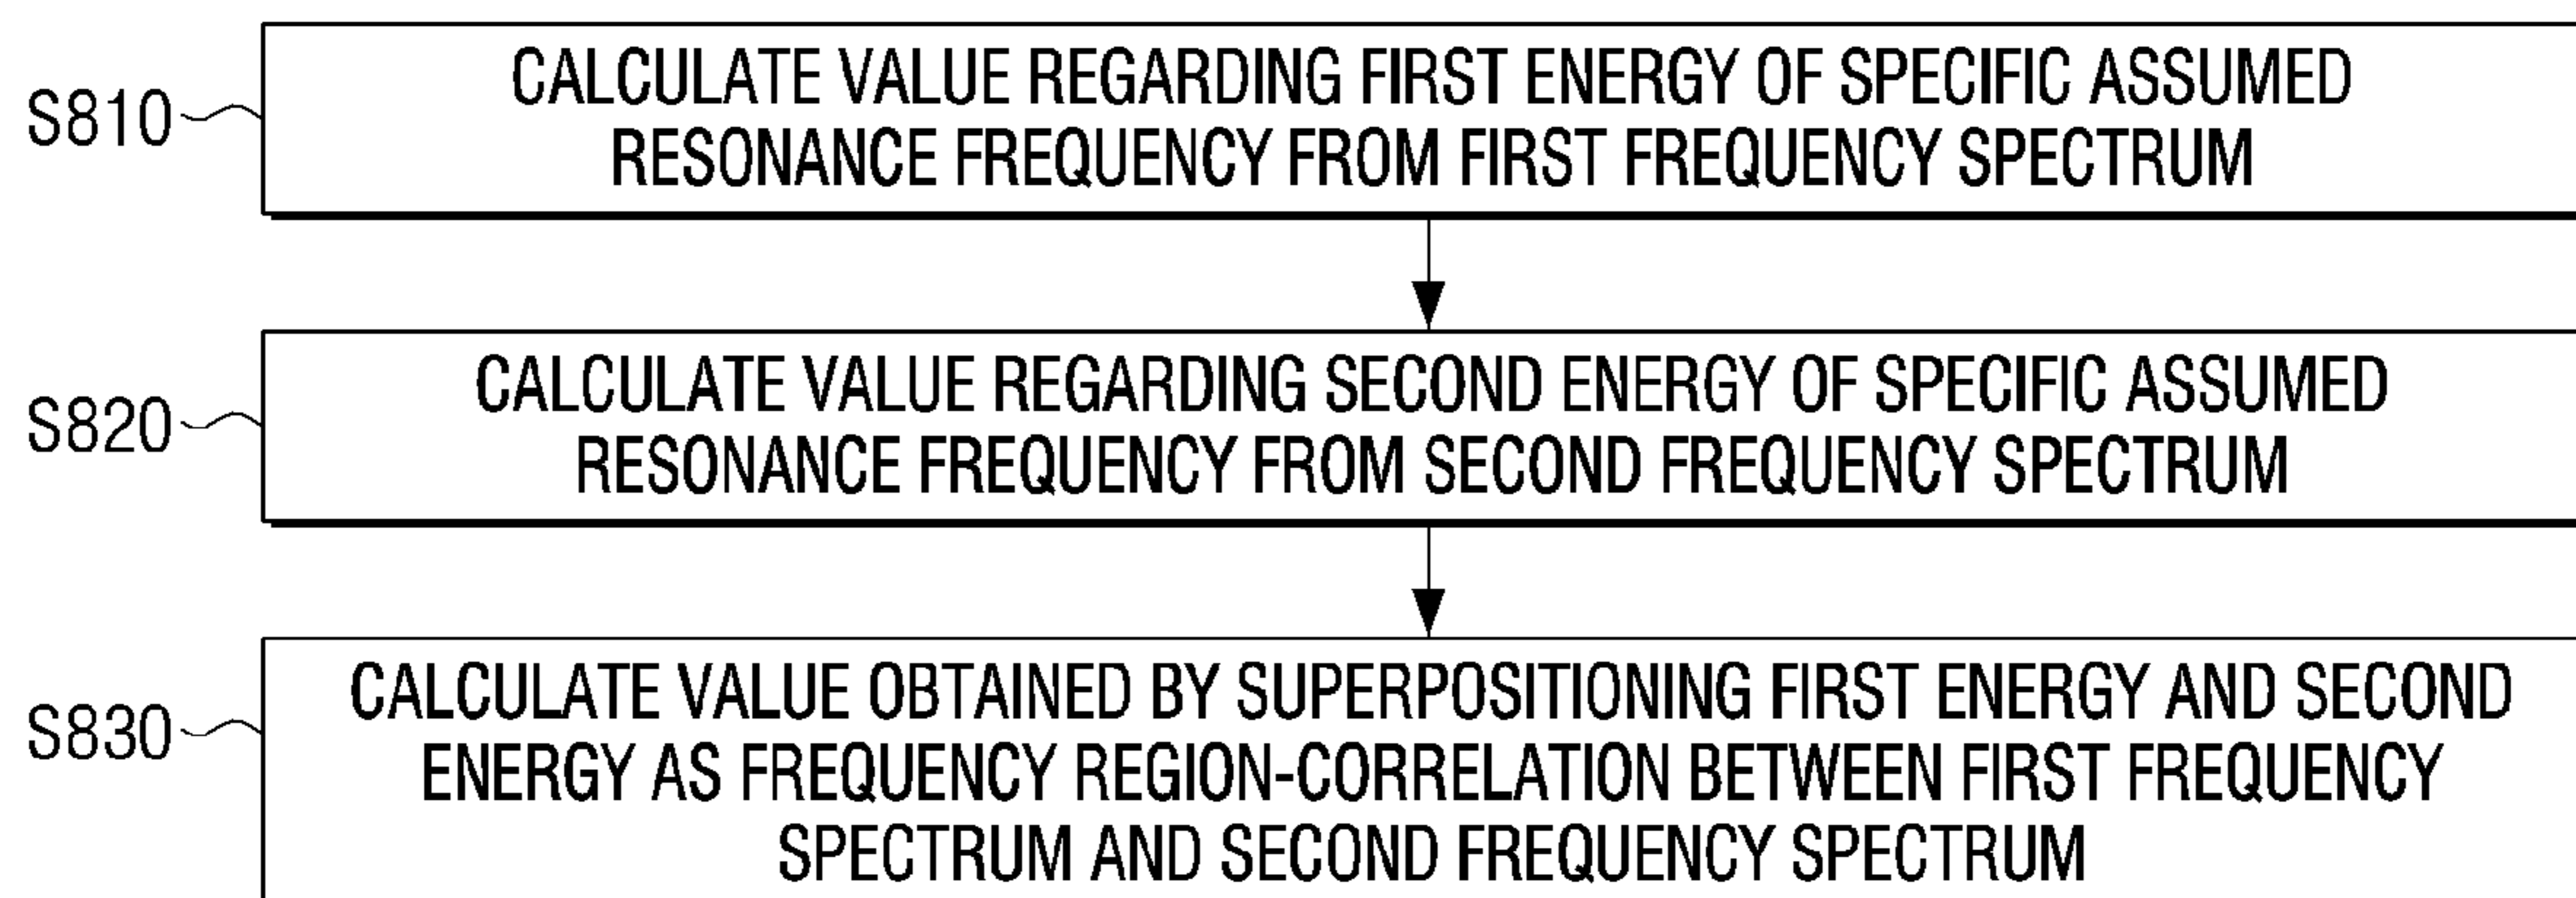 S810
CALCULATE VALUE REGARDING FIRST ENERGY OF SPECIFIC ASSUMED
RESONANCE FREQUENCY FROM FIRST FREQUENCY SPECTRUM
S820
CALCULATE VALUE REGARDING SECOND ENERGY OF SPECIFIC ASSUMED
RESONANCE FREQUENCY FROM SECOND FREQUENCY SPECTRUM
S830
CALCULATE VALUE OBTAINED BY SUPERPOSITIONING FIRST ENERGY AND SECOND
ENERGY AS FREQUENCY REGION-CORRELATION BETWEEN FIRST FREQUENCY
SPECTRUM AND SECOND FREQUENCY SPECTRUM